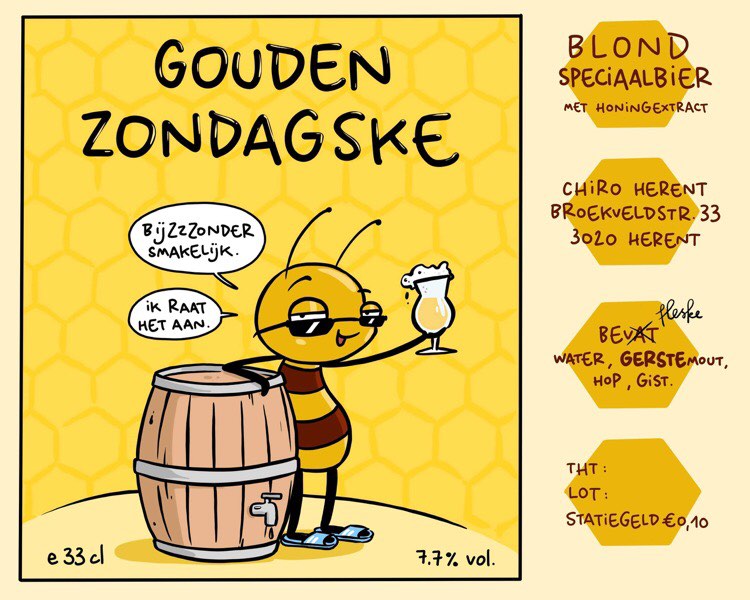 GOUDEN
ZONDAGSKE
BijZzZONDER
SMAKELijK.
iK RAAT
HET AAN.
e 33 cl
7.7% vol.
BLOND
SPECiAALBiER
MET HONiNGEXTRACT
CHiRO HERENT
BROEKVELDSTR. 33
3020 HERENT
fleske
BEVAT
WATER, GERSTEMOUT,
HOP, GiST.
THT:
LOT:
STATiEGELD €0,10